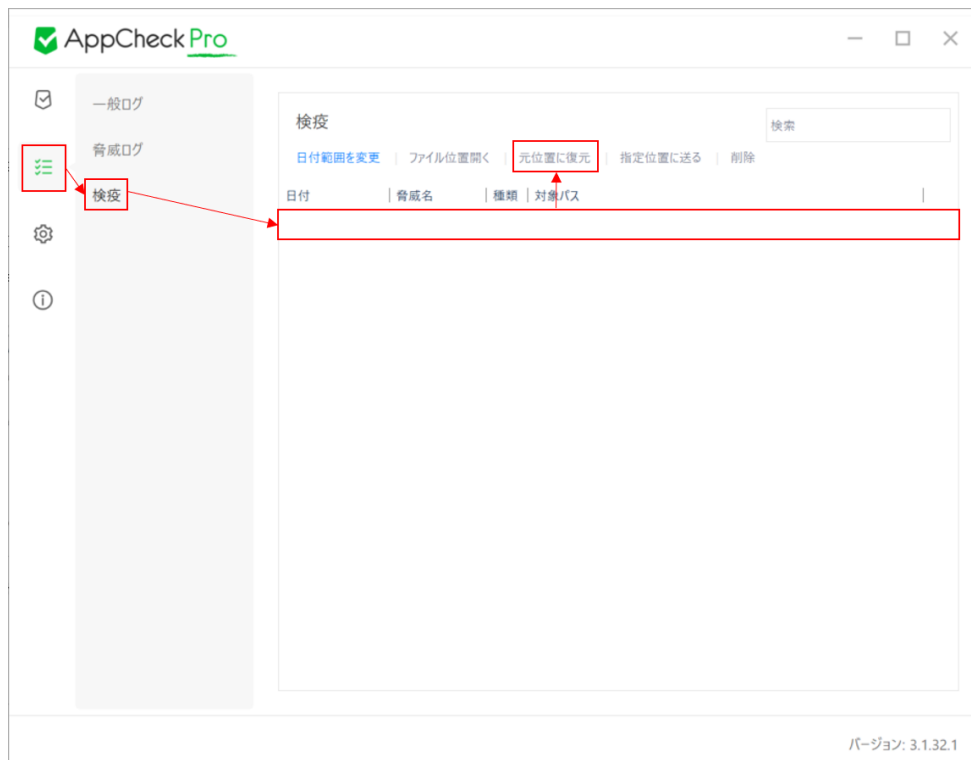 AppCheck Pro
一般ログ
脅威ログ
検疫
検疫
検索
日付範囲を変更 ファイル位置開く 元位置に復元 指定位置に送る 削除
日付 脅威名 種類 対象パス
バージョン: 3.1.32.1